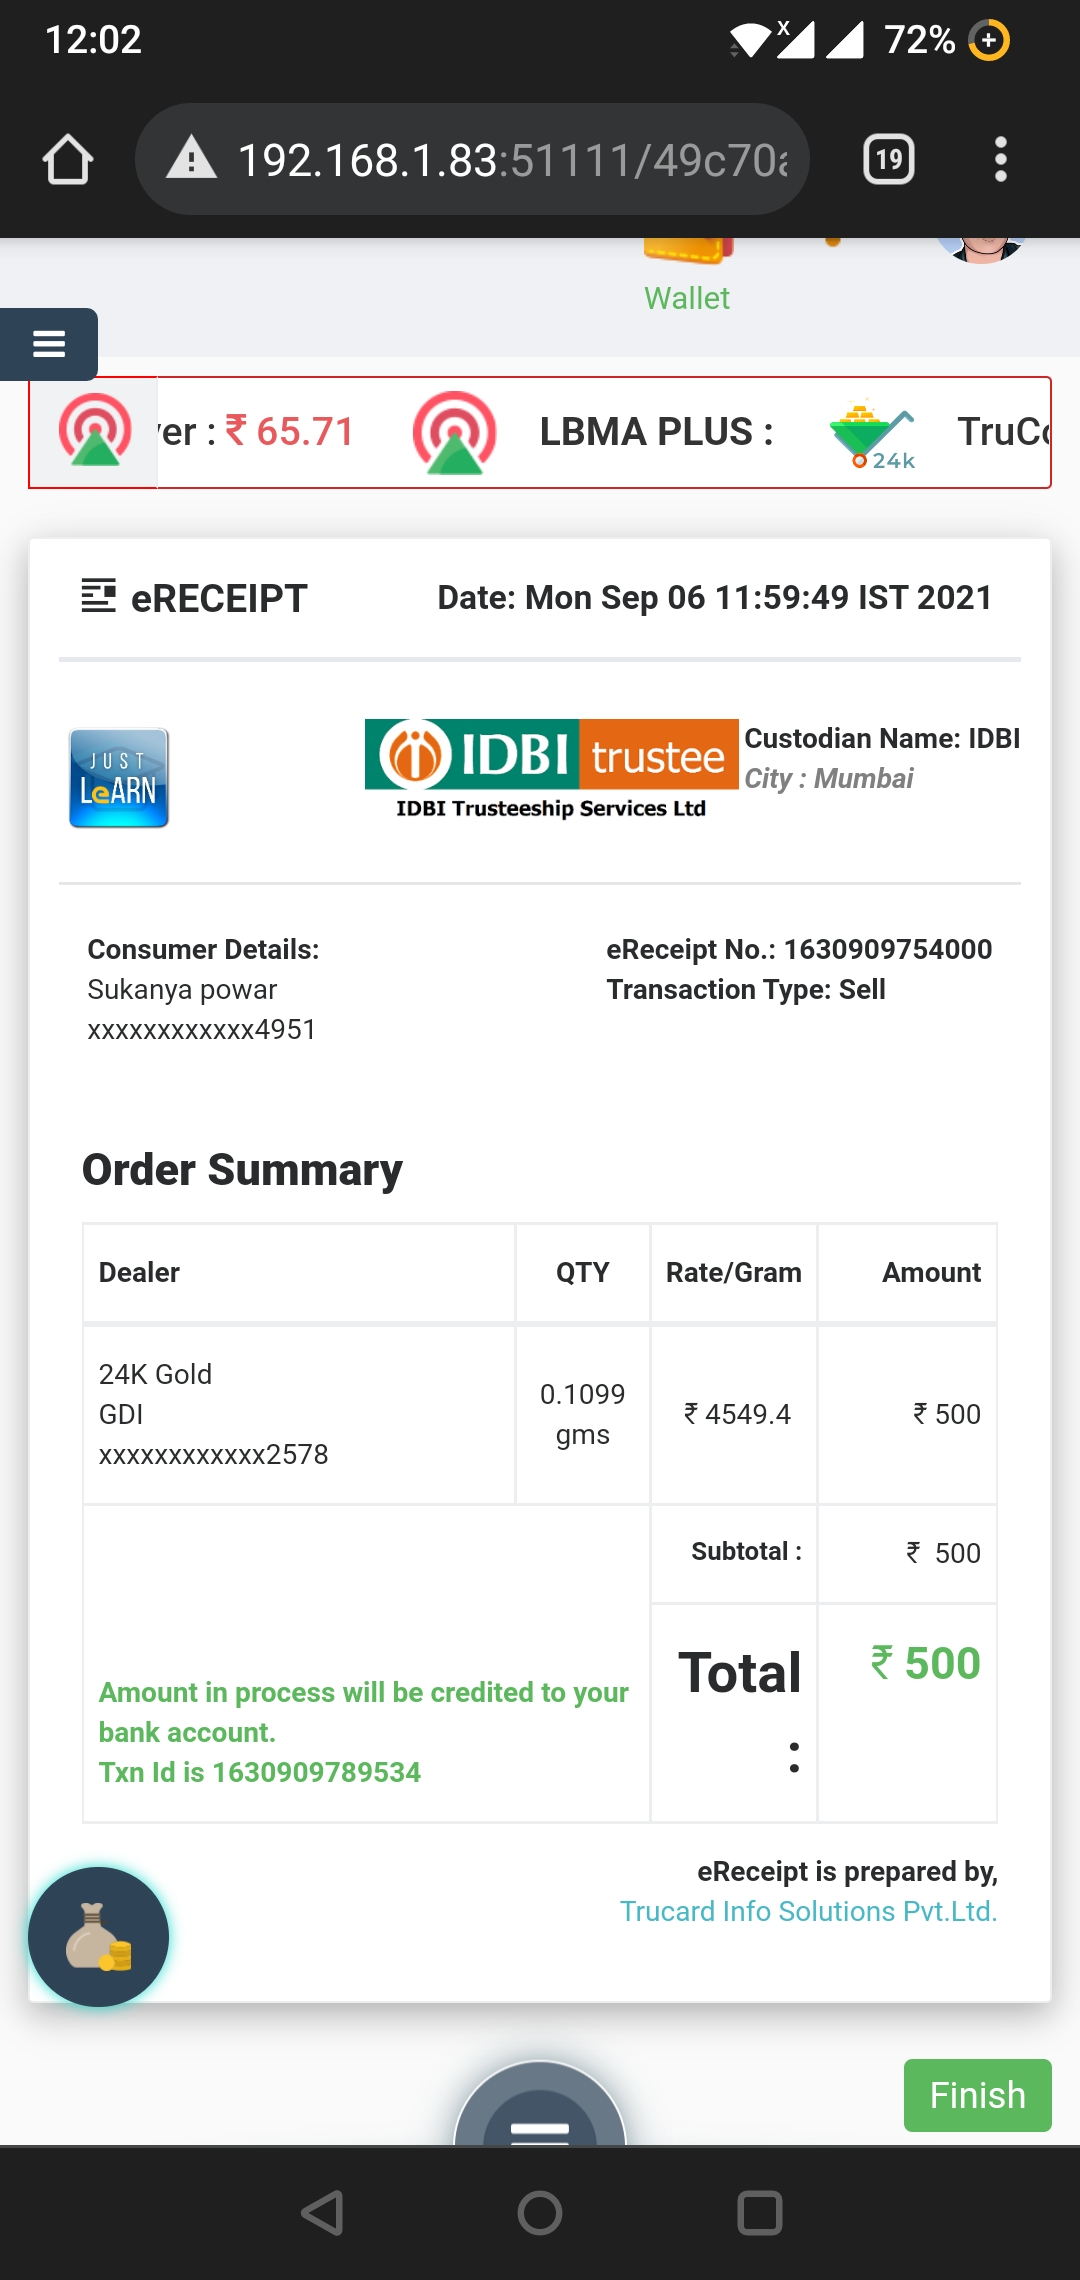 12:02
X
72%
192.168.1.83:51111/49c70
19
Wallet
er : ₹ 65.71
LBMA PLUS :
24k
TruCo
eRECEIPT
Date: Mon Sep 06 11:59:49 IST 2021
JUST
LeARN
IDBI trustee
IDBI Trusteeship Services Ltd
Custodian Name: IDBI
City : Mumbai
Consumer Details:
Sukanya powar
xxxxxxxxxxxx4951
eReceipt No.: 1630909754000
Transaction Type: Sell
Order Summary
Dealer QTY Rate/Gram Amount
24K Gold
GDI
xxxxxxxxxxxx2578
0.1099
gms
₹ 4549.4
₹ 500
Subtotal :
₹ 500
Total
:
₹ 500
Amount in process will be credited to your
bank account.
Txn Id is 1630909789534
eReceipt is prepared by,
Trucard Info Solutions Pvt.Ltd.
Finish